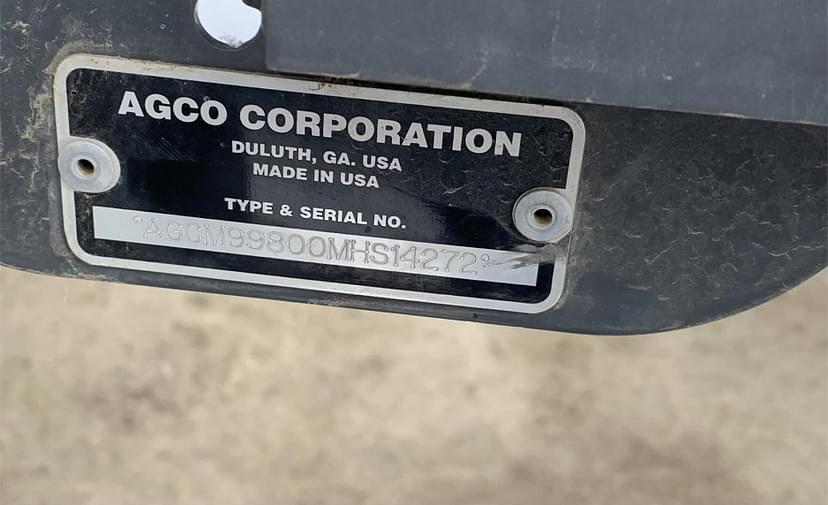 AGCO CORPORATION
DULUTH, GA. USA
MADE IN USA
TYPE & SERIAL NO.
*AGCM99800MHS14272*